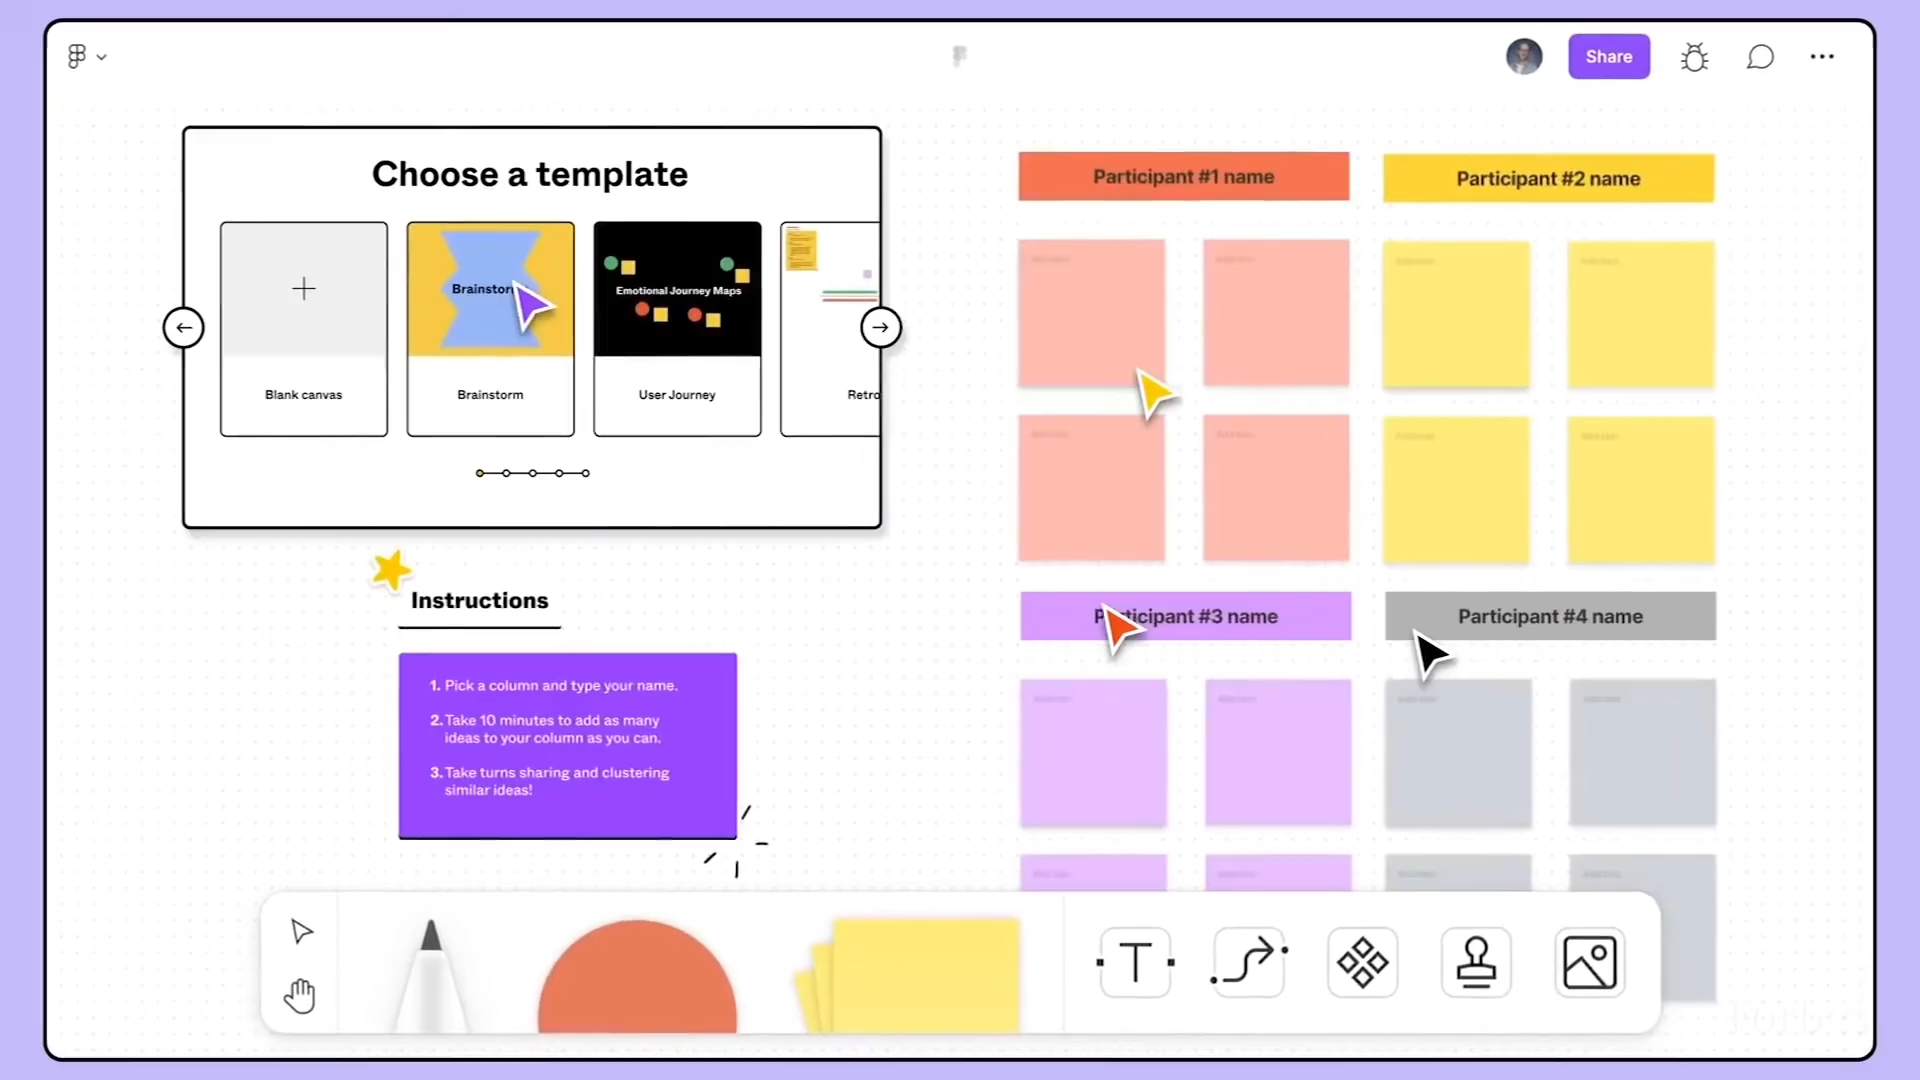 Share
Choose a template
Brainstorm
Emotional Journey Maps
Blank canvas
Brainstorm
User Journey
Retro
Instructions
1. Pick a column and type your name.
2. Take 10 minutes to add as many
ideas to your column as you can.
3. Take turns sharing and clustering
similar ideas!
Participant #1 name
Participant #2 name
Participant #3 name
Participant #4 name
T